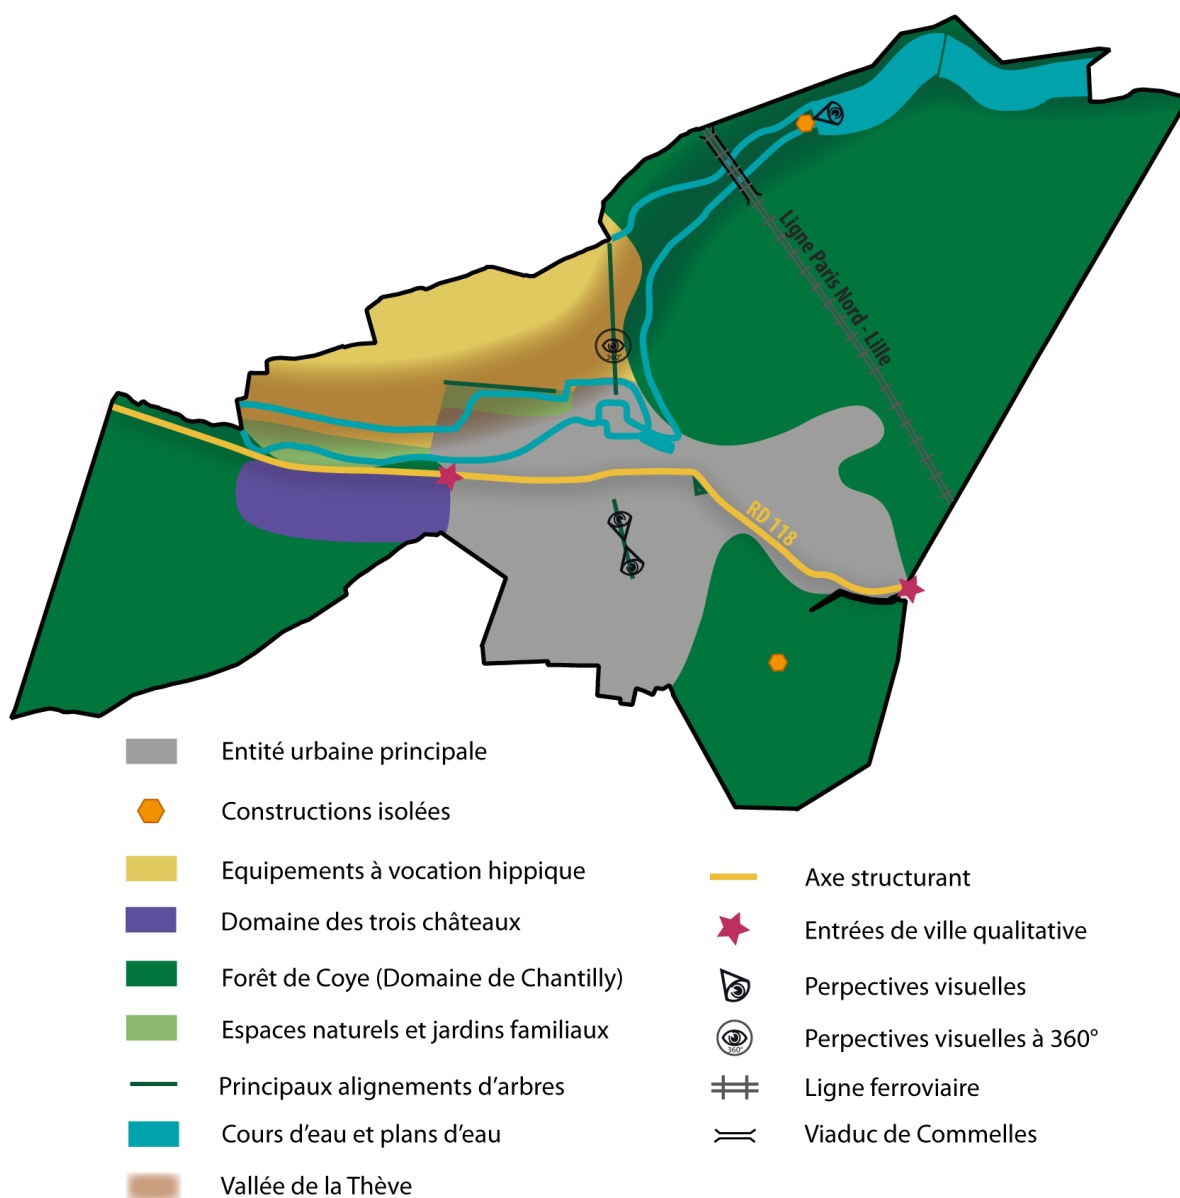 Ligne Paris Nord - Lille
360°
RD 118
Entité urbaine principale
Constructions isolées
Equipements à vocation hippique
Domaine des trois châteaux
Forêt de Coye (Domaine de Chantilly)
Espaces naturels et jardins familiaux
Principaux alignements d'arbres
Cours d'eau et plans d'eau
Vallée de la Thève
Axe structurant
Entrées de ville qualitative
Perpectives visuelles
360°
Perpectives visuelles à 360°
Ligne ferroviaire
Viaduc de Commelles